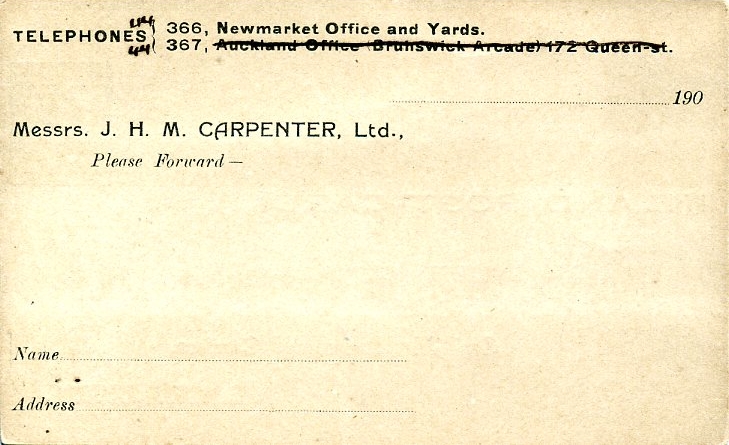 TELEPHONES { 366, Newmarket Office and Yards.
367, Auckland Office (Brunswick Arcade) 172 Queen-st.
190
Messrs. J. H. M. CARPENTER, Ltd.,
Please Forward—
Name
Address